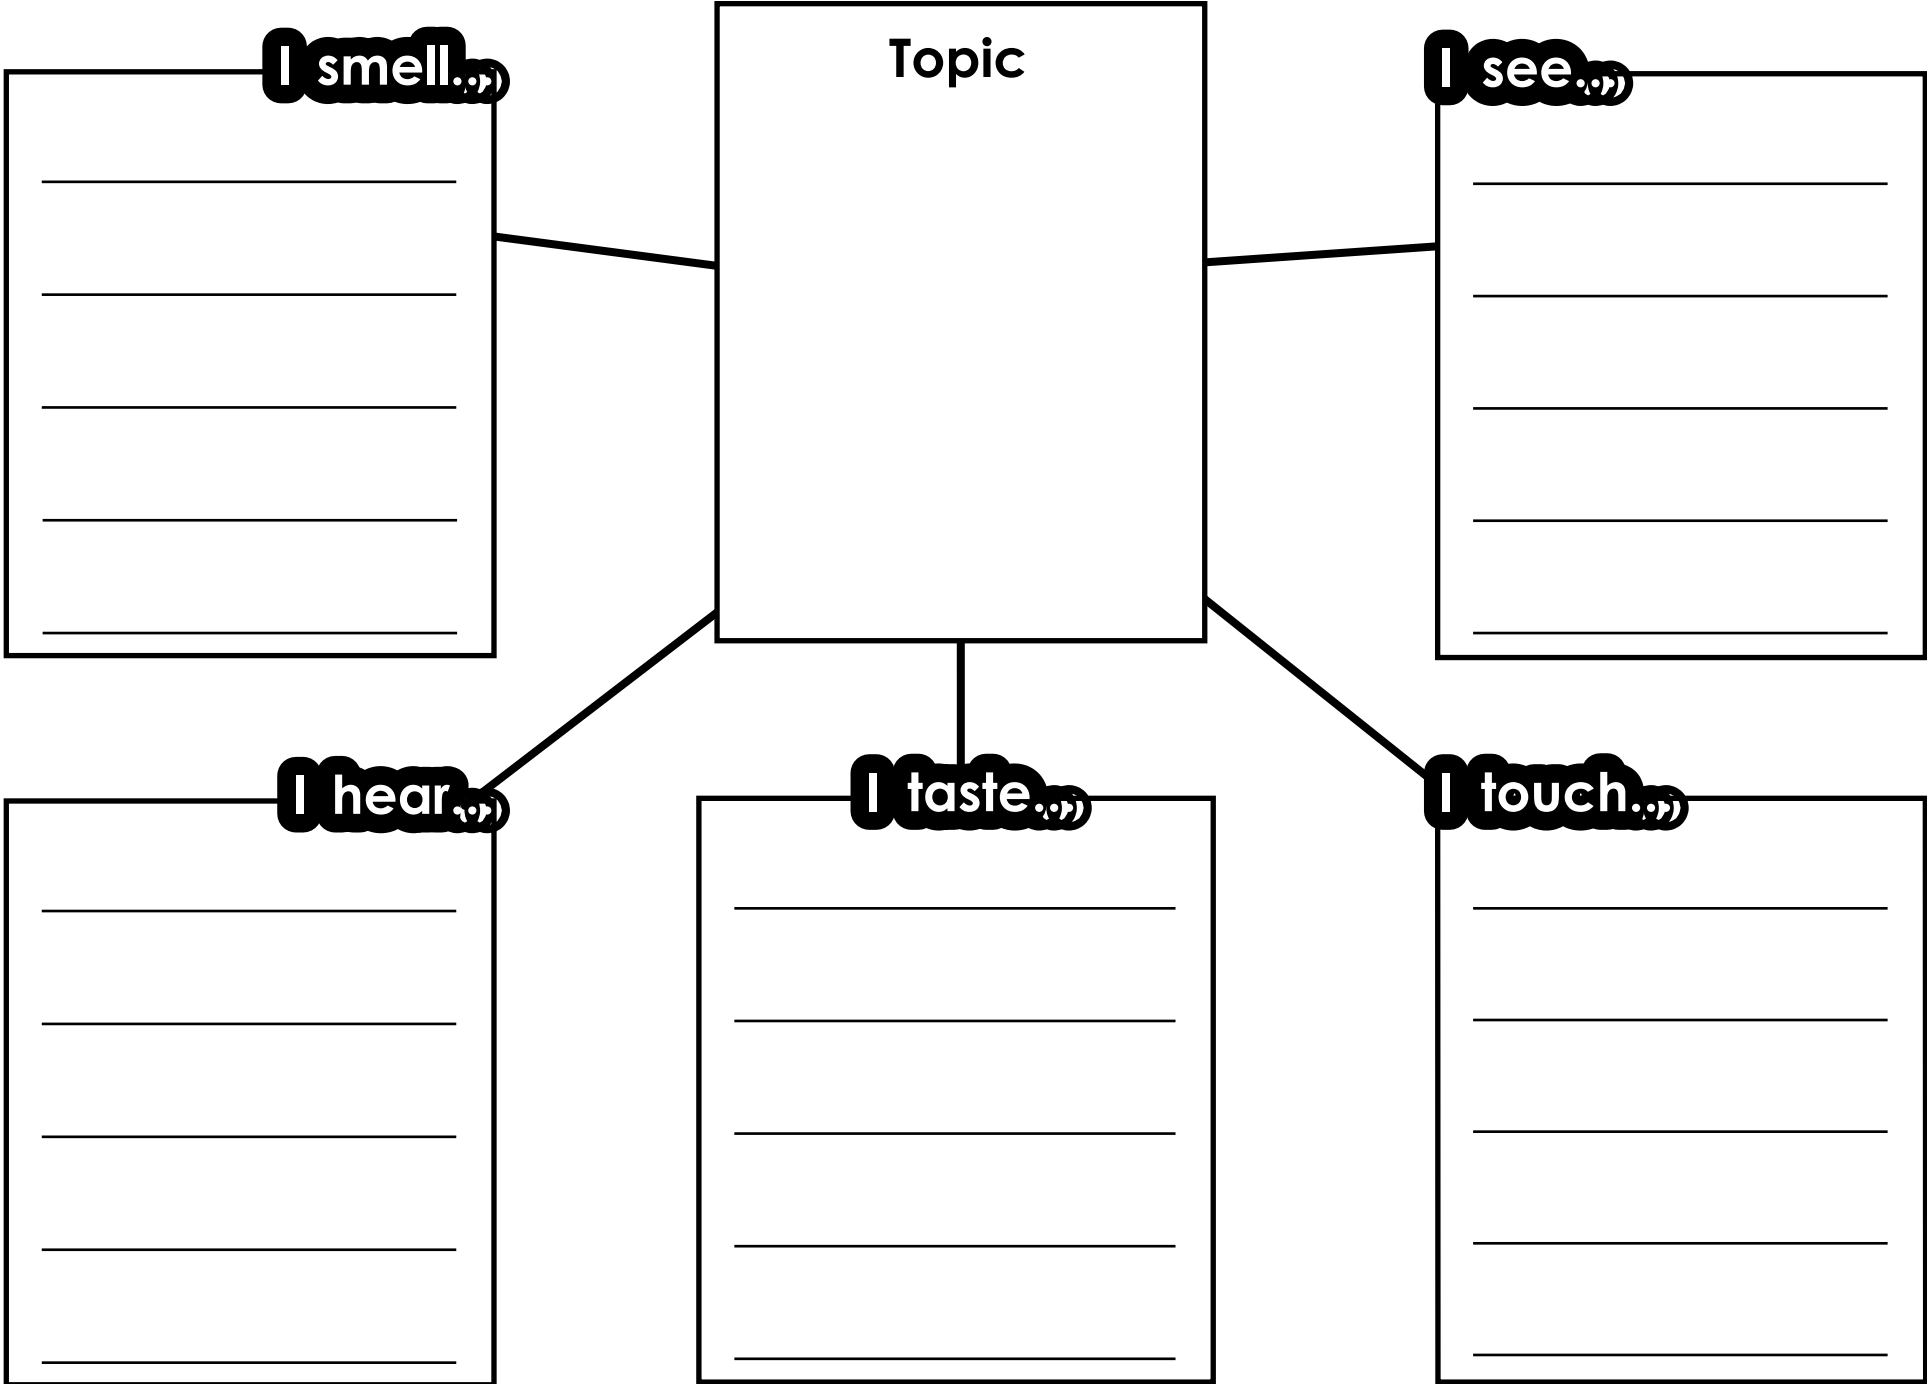 Topic
I smell...
I see...
I hear...
I taste...
I touch...